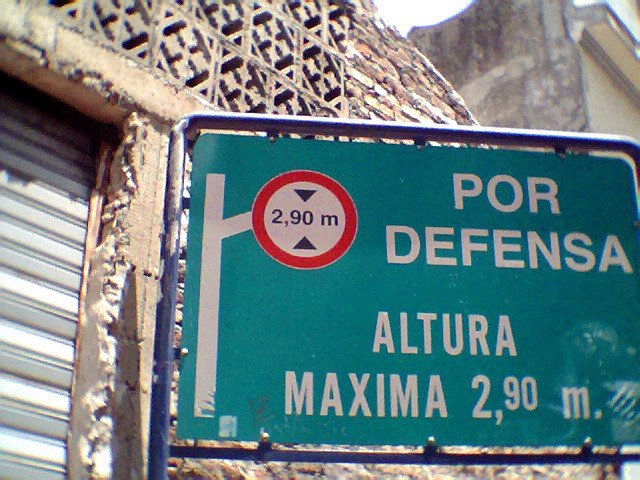 2,90 m
POR
DEFENSA
ALTURA
MAXIMA 2,90 m.